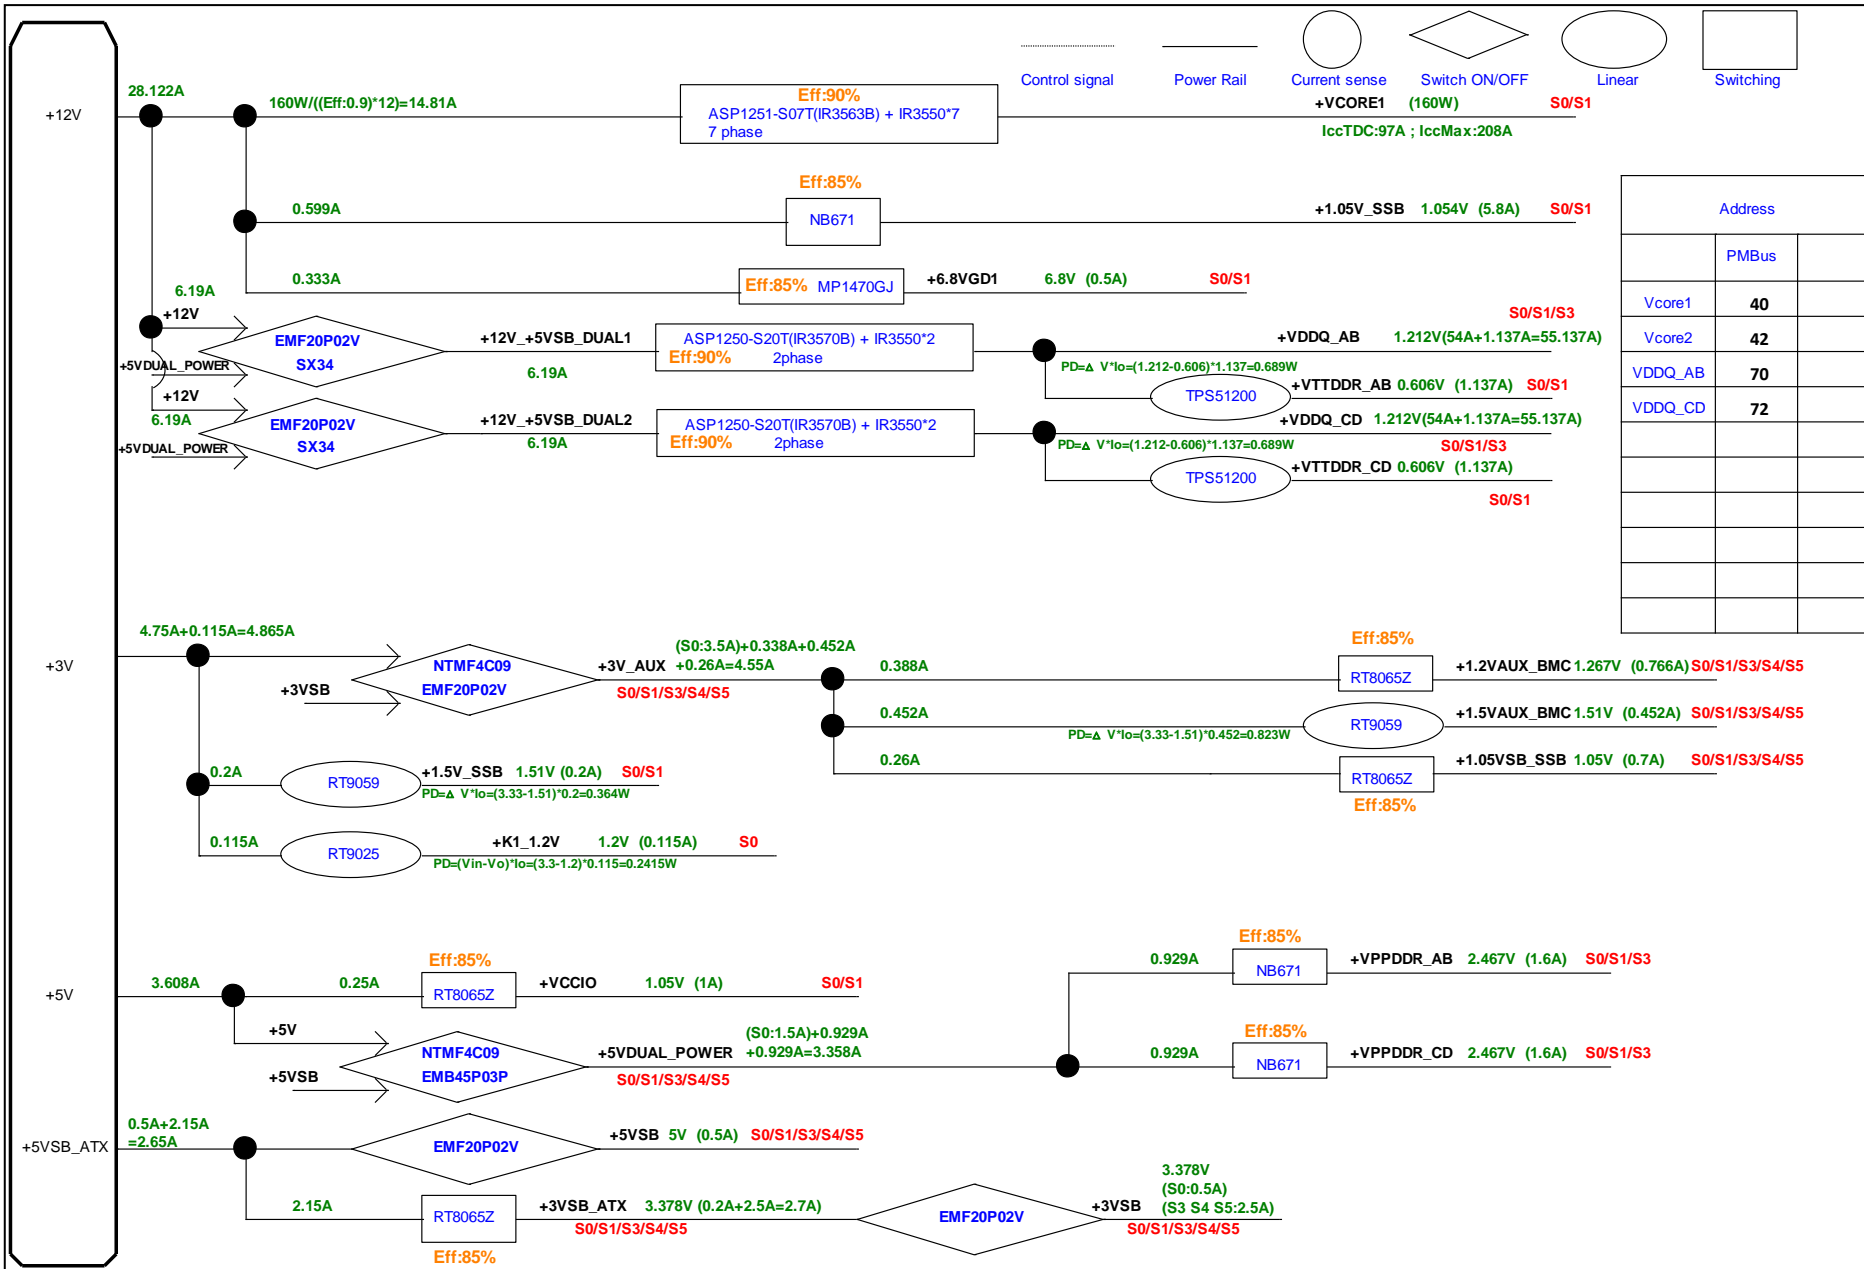 Control signal
Power Rail
Current sense
Switch ON/OFF
Linear
Switching
+12V
28.122A
160W/((Eff:0.9)*12)=14.81A
Eff:90%
ASP1251-S07T(IR3563B) + IR3550*7
7 phase
+VCORE1 (160W) S0/S1
IccTDC:97A ; IccMax:208A
0.599A
Eff:85%
NB671
+1.05V_SSB 1.054V (5.8A) S0/S1
0.333A
Eff:85% MP1470GJ
+6.8VGD1 6.8V (0.5A) S0/S1
6.19A
+12V
+5VDUAL_POWER
EMF20P02V
SX34
+12V_+5VSB_DUAL1
6.19A
ASP1250-S20T(IR3570B) + IR3550*2
Eff:90% 2phase
S0/S1/S3
+VDDQ_AB 1.212V(54A+1.137A=55.137A)
PD=Δ V*Io=(1.212-0.606)*1.137=0.689W
TPS51200
+VTTDDR_AB 0.606V (1.137A) S0/S1
+12V
6.19A
+5VDUAL_POWER
EMF20P02V
SX34
+12V_+5VSB_DUAL2
6.19A
ASP1250-S20T(IR3570B) + IR3550*2
Eff:90% 2phase
+VDDQ_CD 1.212V(54A+1.137A=55.137A)
S0/S1/S3
PD=Δ V*Io=(1.212-0.606)*1.137=0.689W
TPS51200
+VTTDDR_CD 0.606V (1.137A)
S0/S1
Address
PMBus
Vcore1 40
Vcore2 42
VDDQ_AB 70
VDDQ_CD 72
+3V
4.75A+0.115A=4.865A
+3VSB
NTMF4C09
EMF20P02V
(S0:3.5A)+0.338A+0.452A
+3V_AUX +0.26A=4.55A
S0/S1/S3/S4/S5
0.388A
Eff:85%
RT8065Z
+1.2VAUX_BMC 1.267V (0.766A) S0/S1/S3/S4/S5
0.452A
PD=Δ V*Io=(3.33-1.51)*0.452=0.823W
RT9059
+1.5VAUX_BMC 1.51V (0.452A) S0/S1/S3/S4/S5
0.26A
RT8065Z
Eff:85%
+1.05VSB_SSB 1.05V (0.7A) S0/S1/S3/S4/S5
0.2A
RT9059
+1.5V_SSB 1.51V (0.2A) S0/S1
PD=Δ V*Io=(3.33-1.51)*0.2=0.364W
0.115A
RT9025
+K1_1.2V 1.2V (0.115A) S0
PD=(Vin-Vo)*Io=(3.3-1.2)*0.115=0.2415W
+5V
3.608A
0.25A
Eff:85%
RT8065Z
+VCCIO 1.05V (1A) S0/S1
+5V
+5VSB
NTMF4C09
EMB45P03P
(S0:1.5A)+0.929A
+5VDUAL_POWER +0.929A=3.358A
S0/S1/S3/S4/S5
0.929A
Eff:85%
NB671
+VPPDDR_AB 2.467V (1.6A) S0/S1/S3
0.929A
Eff:85%
NB671
+VPPDDR_CD 2.467V (1.6A) S0/S1/S3
+5VSB_ATX
0.5A+2.15A
=2.65A
EMF20P02V
+5VSB 5V (0.5A) S0/S1/S3/S4/S5
2.15A
RT8065Z
Eff:85%
+3VSB_ATX 3.378V (0.2A+2.5A=2.7A)
S0/S1/S3/S4/S5
EMF20P02V
3.378V
(S0:0.5A)
+3VSB (S3 S4 S5:2.5A)
S0/S1/S3/S4/S5